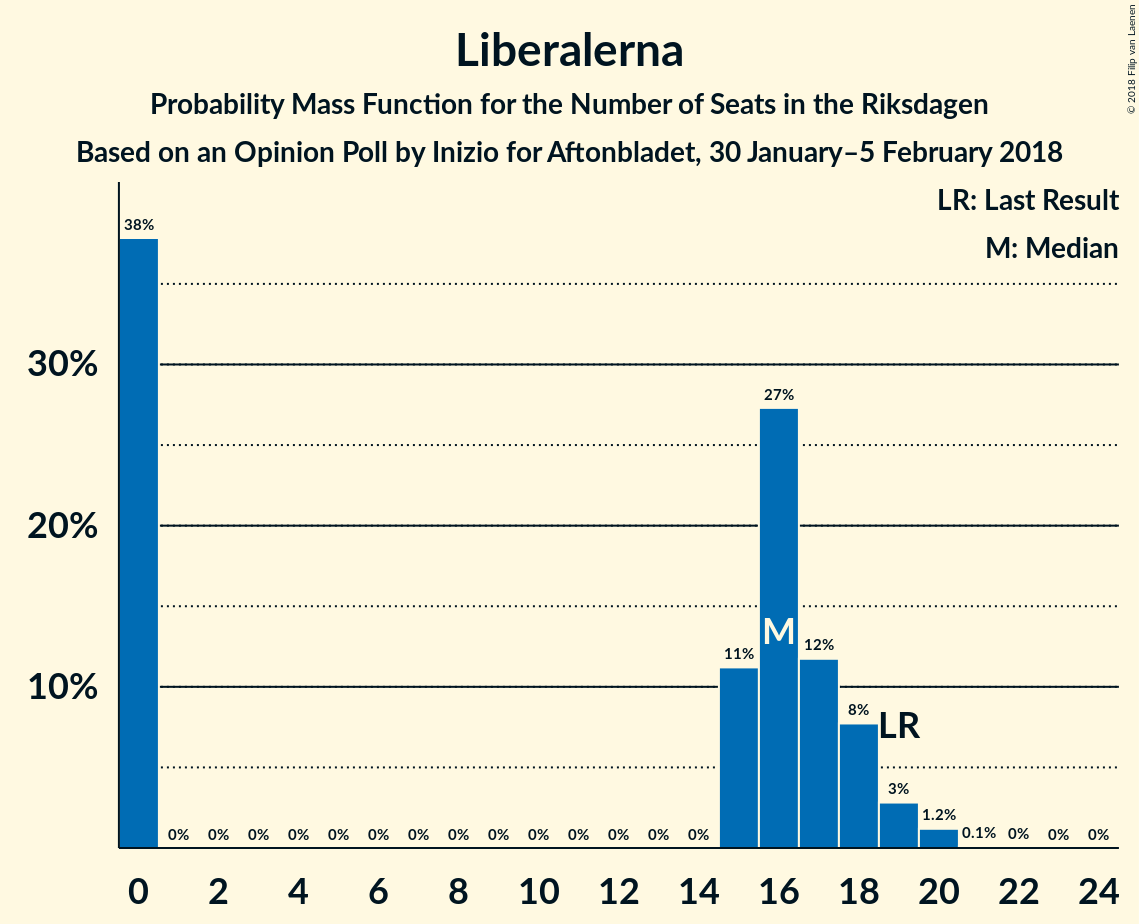 Liberalerna
Probability Mass Function for the Number of Seats in the Riksdagen
Based on an Opinion Poll by Inizio for Aftonbladet, 30 January–5 February 2018
© 2018 Filip van Laenen
LR: Last Result
M: Median
38%
30%
27%
20%
M
12%
11%
10%
8%
LR
3%
1.2%
0% 0% 0% 0% 0% 0% 0% 0% 0% 0% 0% 0% 0% 0% 0.1% 0% 0% 0%
0 2 4 6 8 10 12 14 16 18 20 22 24